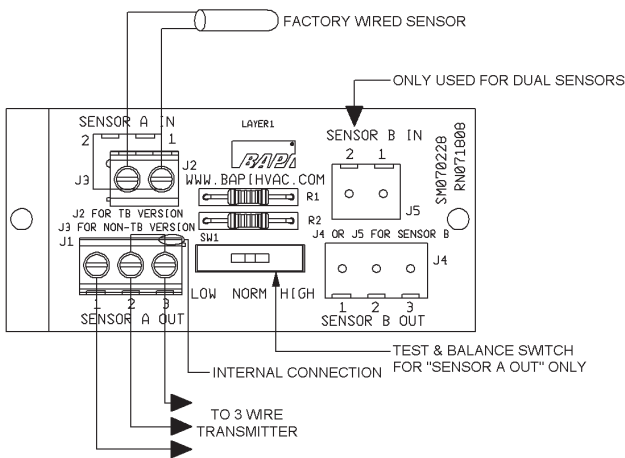 FACTORY WIRED SENSOR
ONLY USED FOR DUAL SENSORS
SENSOR A IN
2 1
LAYER1
SENSOR B IN
2 1
BAPI
J3
J2
WWW.BAPIHVAC.COM
R1
J5
SM070228
RN071808
J2 FOR TB VERSION
J3 FOR NON-TB VERSION
R2
J1
SW1
J4 OR J5 FOR SENSOR B
J4
LOW NORM HIGH
1 2 3
SENSOR A OUT
1 2 3
SENSOR B OUT
TEST & BALANCE SWITCH
FOR "SENSOR A OUT" ONLY
INTERNAL CONNECTION
TO 3 WIRE
TRANSMITTER